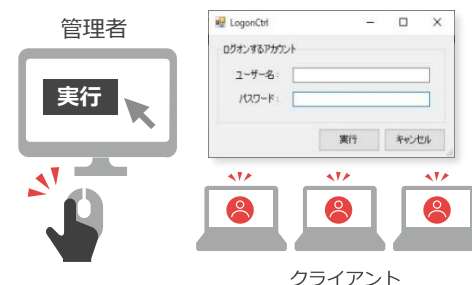 管理者
実行
LogonCtrl
ログオンするアカウント
ユーザー名:
パスワード:
実行
キャンセル
クライアント